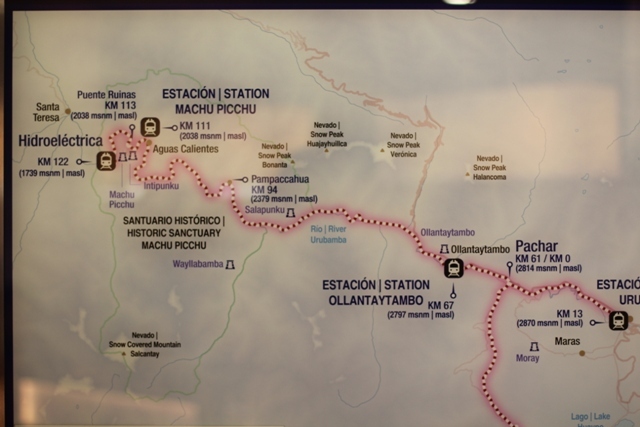 Puente Ruinas
KM 113
(2038 msnm | masl)
ESTACIÓN | STATION
MACHU PICCHU
KM 111
(2038 msnm | masl)
Santa
Teresa
Hidroeléctrica
KM 122
(1739 msnm | masl)
Aguas Calientes
Machu
Picchu
Intipunku
Nevado |
Snow Peak
Bonanta
Nevado |
Snow Peak
Huajayhuilca
Nevado |
Snow Peak
Verónica
Nevado |
Snow Peak
Halancoma
Pampaccahua
KM 94
(2379 msnm | masl)
Salapunku
SANTUARIO HISTÓRICO |
HISTORIC SANCTUARY
MACHU PICCHU
Río | River
Urubamba
Wayllabamba
Ollantaytambo
Ollantaytambo
Pachar
KM 61 / KM 0
(2814 msnm | masl)
ESTACIÓN | STATION
OLLANTAYTAMBO
KM 67
(2797 msnm | masl)
ESTACIÓ
URU
KM 13
(2870 msnm | masl)
Maras
Moray
Nevado |
Snow Covered Mountain
Salcantay
Lago | Lake